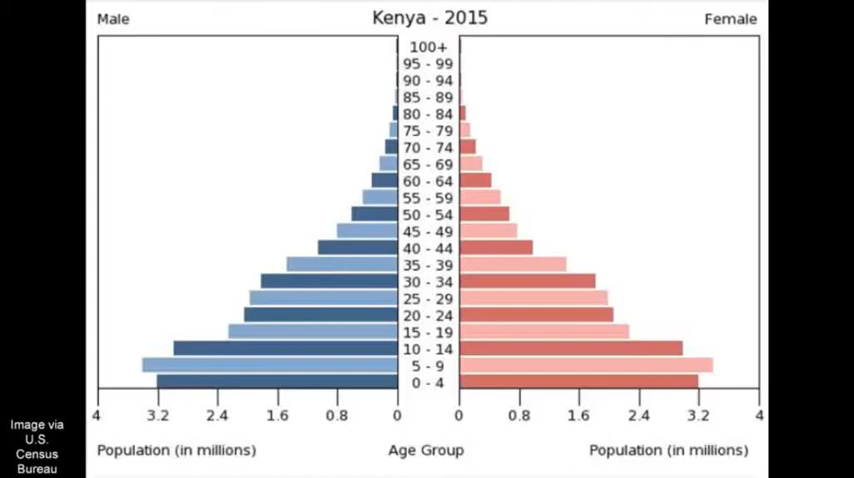 Male
Kenya - 2015
Female
100+
95 - 99
90 - 94
85 - 89
80 - 84
75 - 79
70 - 74
65 - 69
60 - 64
55 - 59
50 - 54
45 - 49
40 - 44
35 - 39
30 - 34
25 - 29
20 - 24
15 - 19
10 - 14
5 - 9
0 - 4
4 3.2 2.4 1.6 0.8 0 0 0.8 1.6 2.4 3.2 4
Population (in millions) Age Group Population (in millions)
Image via
U.S.
Census
Bureau